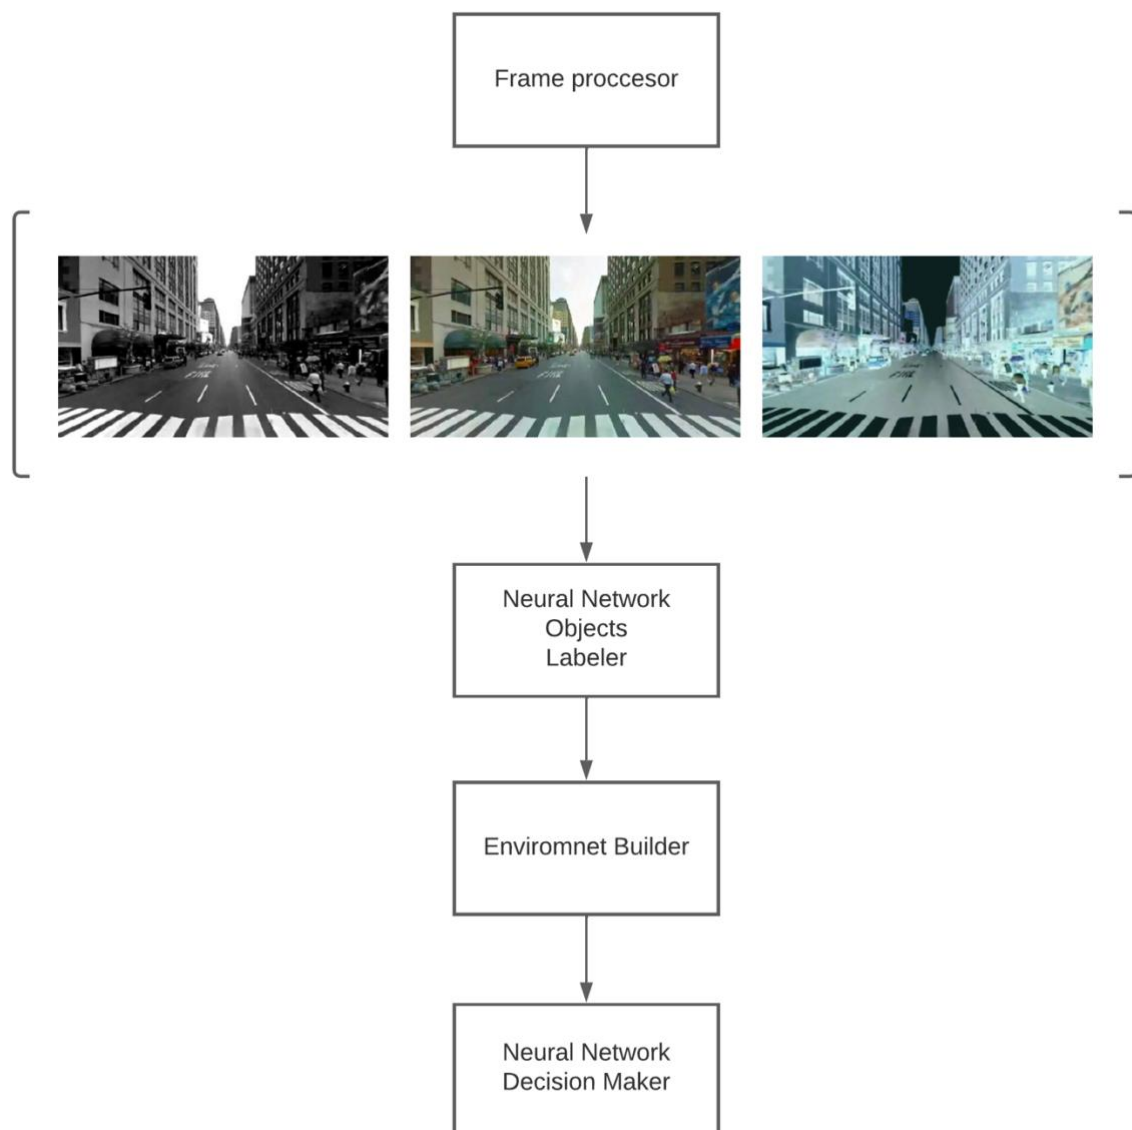 Frame proccesor
Neural Network
Objects
Labeler
Enviromnet Builder
Neural Network
Decision Maker